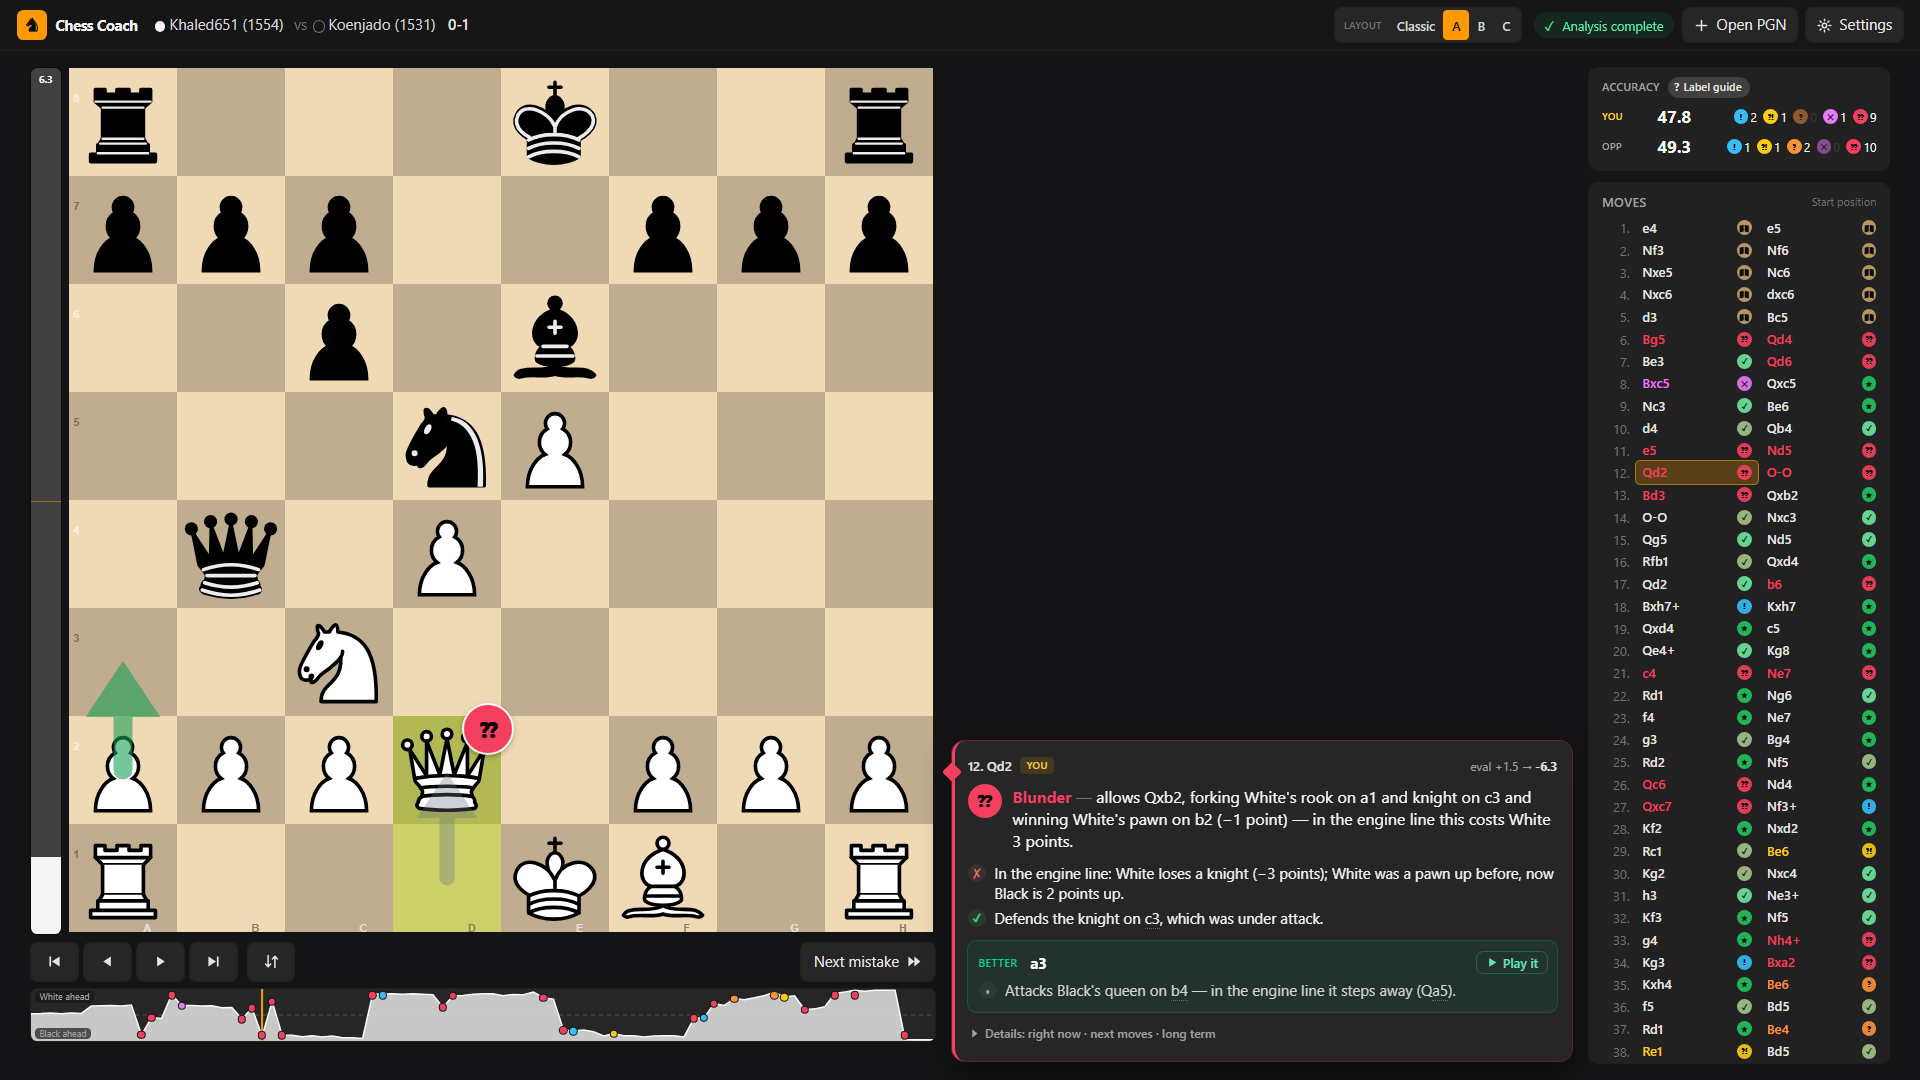 Chess Coach
Khaled651 (1554) vs Koenjado (1531) 0-1
LAYOUT Classic A B C
✓ Analysis complete
+ Open PGN
Settings
6.3
8
7
6
5
4
3
2
1
A B C D E F G H
??
Next mistake
White ahead
Black ahead
12. Qd2 YOU eval +1.5 → -6.3
?? Blunder — allows Qxb2, forking White's rook on a1 and knight on c3 and
winning White's pawn on b2 (−1 point) — in the engine line this costs White
3 points.
✗ In the engine line: White loses a knight (−3 points); White was a pawn up before, now
Black is 2 points up.
✓ Defends the knight on c3, which was under attack.
BETTER a3 Play it
Attacks Black's queen on b4 — in the engine line it steps away (Qa5).
Details: right now · next moves · long term
ACCURACY ? Label guide
YOU 47.8 ! 2 ?! 1 ? 0 ✕ 1 ?? 9
OPP 49.3 ! 1 ?! 1 ? 2 ✕ 0 ?? 10
MOVES Start position
1. e4 e5
2. Nf3 Nf6
3. Nxe5 Nc6
4. Nxc6 dxc6
5. d3 Bc5
6. Bg5 ?? Qd4 ??
7. Be3 ✓ Qd6 ??
8. Bxc5 ✕ Qxc5 ★
9. Nc3 ✓ Be6 ★
10. d4 ✓ Qb4 ✓
11. e5 ?? Nd5 ??
12. Qd2 ?? O-O ??
13. Bd3 ?? Qxb2 ★
14. O-O ✓ Nxc3 ✓
15. Qg5 ✓ Nd5 ✓
16. Rfb1 ✓ Qxd4 ★
17. Qd2 ✓ b6 ??
18. Bxh7+ ! Kxh7 ★
19. Qxd4 ★ c5 ★
20. Qe4+ ✓ Kg8 ★
21. c4 ?? Ne7 ??
22. Rd1 ★ Ng6 ✓
23. f4 ★ Ne7 ★
24. g3 ✓ Bg4 ★
25. Rd2 ★ Nf5 ✓
26. Qc6 ?? Nd4 ★
27. Qxc7 ?? Nf3+ !
28. Kf2 ★ Nxd2 ★
29. Rc1 ✓ Be6 ?!
30. Kg2 ★ Nxc4 ✓
31. h3 ✓ Ne3+ ✓
32. Kf3 ★ Nf5 ✓
33. g4 ★ Nh4+ ??
34. Kg3 ! Bxa2 ??
35. Kxh4 ★ Be6 ?
36. f5 ✓ Bd5 ✓
37. Rd1 ★ Be4 ?
38. Re1 ?! Bd5 ✓